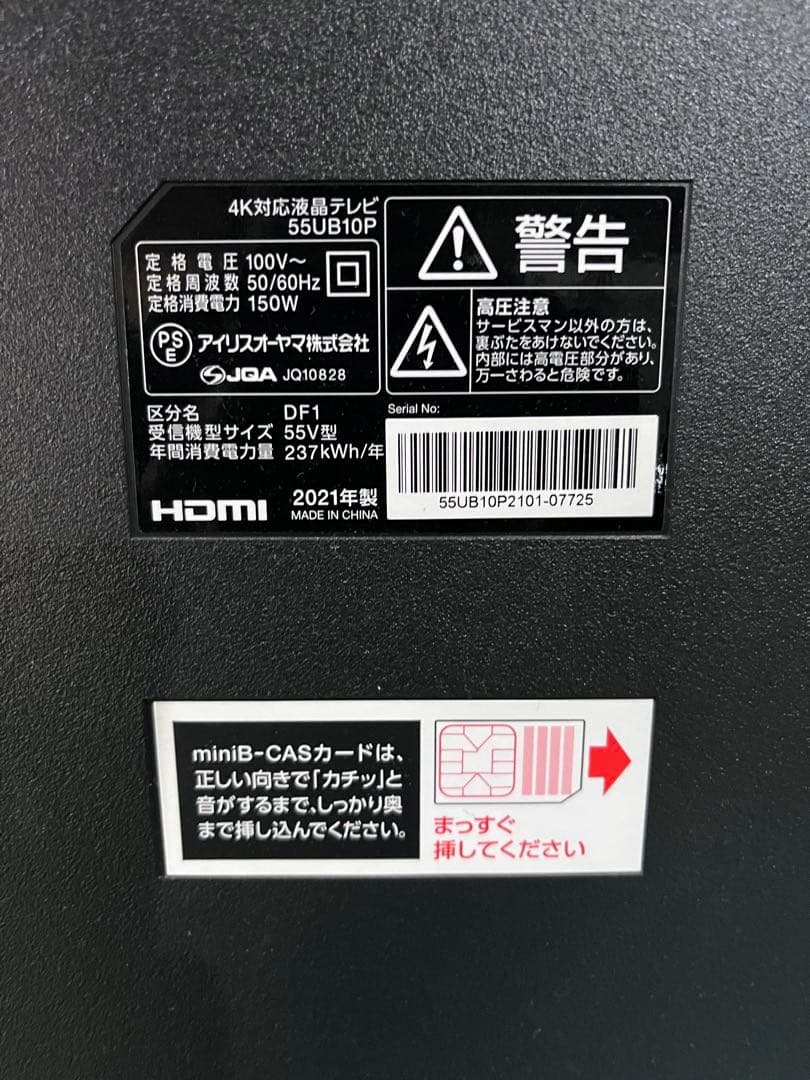 4K対応液晶テレビ
55UB10P
定格電圧 100V～
定格周波数 50/60Hz
定格消費電力 150W
PS
E
アイリスオーヤマ株式会社
JQA JQ10828
区分名 DF1
受信機型サイズ 55V型
年間消費電力量 237kWh/年
HDMI
2021年製
MADE IN CHINA
警告
高圧注意
サービスマン以外の方は、
裏ぶたをあけないでください。
内部には高電圧部分があり、
万一さわると危険です。
Serial No:
55UB10P2101-07725
miniB-CASカードは、
正しい向きで「カチッ」と
音がするまで、しっかり奥
まで挿し込んでください。
まっすぐ
挿してください